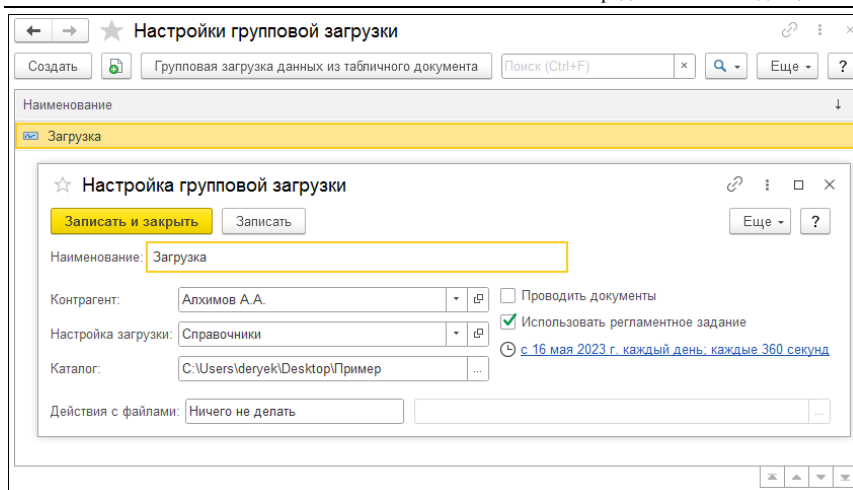 Настройки групповой загрузки
Создать Групповая загрузка данных из табличного документа Поиск (Ctrl+F) × Еще ?
Наименование ↓
Загрузка
Настройка групповой загрузки
Записать и закрыть Записать Еще ?
Наименование: Загрузка
Контрагент: Алхимов А.А. Проводить документы
Настройка загрузки: Справочники Использовать регламентное задание
с 16 мая 2023 г. каждый день; каждые 360 секунд
Каталог: C:\Users\deryek\Desktop\Пример ...
Действия с файлами: Ничего не делать ...